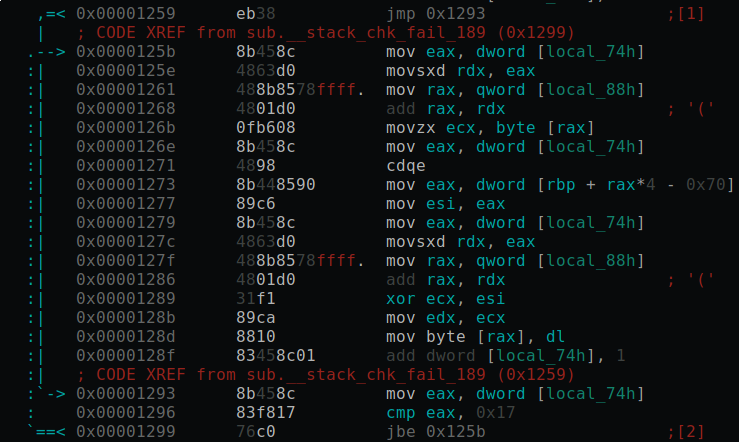 ,=< 0x00001259 eb38 jmp 0x1293 ;[1]
| ; CODE XREF from sub.__stack_chk_fail_189 (0x1299)
.--> 0x0000125b 8b458c mov eax, dword [local_74h]
:| 0x0000125e 4863d0 movsxd rdx, eax
:| 0x00001261 488b8578ffff. mov rax, qword [local_88h]
:| 0x00001268 4801d0 add rax, rdx ; '('
:| 0x0000126b 0fb608 movzx ecx, byte [rax]
:| 0x0000126e 8b458c mov eax, dword [local_74h]
:| 0x00001271 4898 cdqe
:| 0x00001273 8b448590 mov eax, dword [rbp + rax*4 - 0x70]
:| 0x00001277 89c6 mov esi, eax
:| 0x00001279 8b458c mov eax, dword [local_74h]
:| 0x0000127c 4863d0 movsxd rdx, eax
:| 0x0000127f 488b8578ffff. mov rax, qword [local_88h]
:| 0x00001286 4801d0 add rax, rdx ; '('
:| 0x00001289 31f1 xor ecx, esi
:| 0x0000128b 89ca mov edx, ecx
:| 0x0000128d 8810 mov byte [rax], dl
:| 0x0000128f 83458c01 add dword [local_74h], 1
:| ; CODE XREF from sub.__stack_chk_fail_189 (0x1259)
:`-> 0x00001293 8b458c mov eax, dword [local_74h]
: 0x00001296 83f817 cmp eax, 0x17
`==< 0x00001299 76c0 jbe 0x125b ;[2]